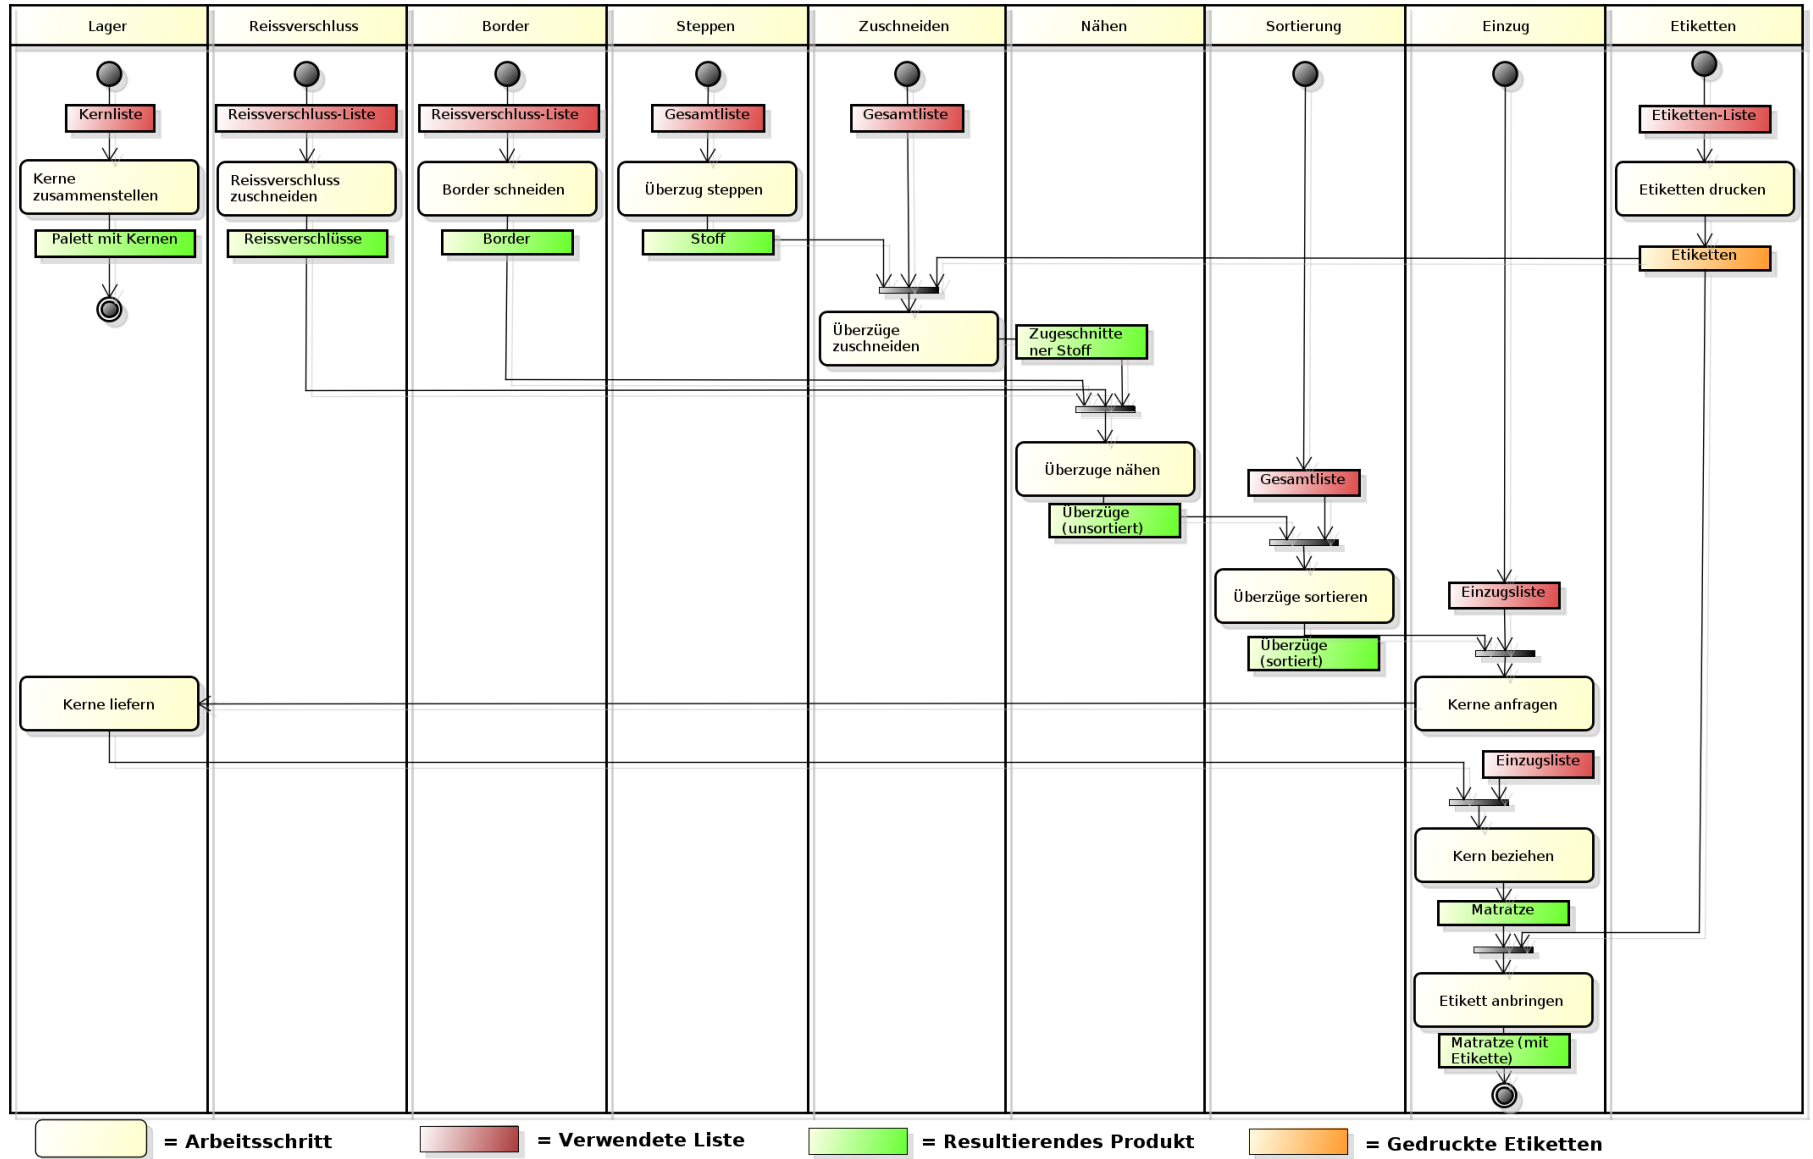 Lager
Reissverschluss
Border
Steppen
Zuschneiden
Nähen
Sortierung
Einzug
Etiketten
Kernliste
Reissverschluss-Liste
Reissverschluss-Liste
Gesamtliste
Gesamtliste
Etiketten-Liste
Kerne
zusammenstellen
Reissverschluss
zuschneiden
Border schneiden
Überzug steppen
Etiketten drucken
Palett mit Kernen
Reissverschlüsse
Border
Stoff
Etiketten
Überzüge
zuschneiden
Zugeschnitte
ner Stoff
Überzuge nähen
Gesamtliste
Überzüge
(unsortiert)
Überzüge sortieren
Einzugsliste
Überzüge
(sortiert)
Kerne liefern
Kerne anfragen
Einzugsliste
Kern beziehen
Matratze
Etikett anbringen
Matratze (mit
Etikette)
= Arbeitsschritt
= Verwendete Liste
= Resultierendes Produkt
= Gedruckte Etiketten